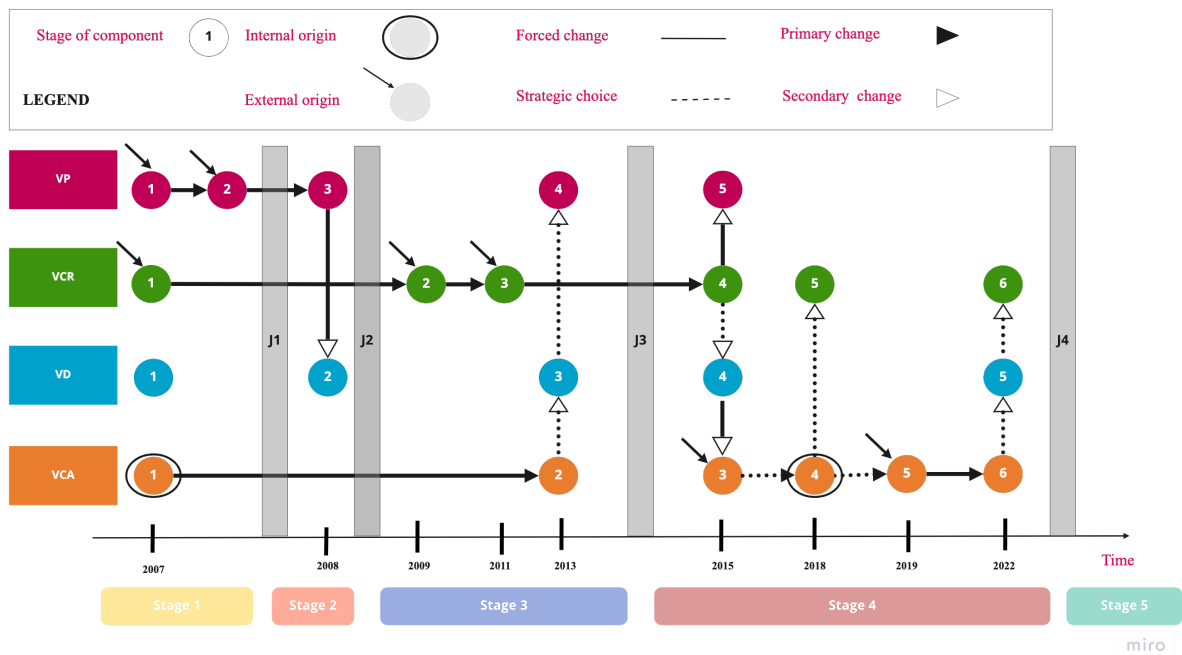 Stage of component 1 Internal origin Forced change Primary change
LEGEND External origin Strategic choice Secondary change
VP 1 2 3 4 5
VCR 1 2 3 4 5 6
J1 J2 J3 J4
VD 1 2 3 4 5
VCA 1 2 3 4 5 6
2007 2008 2009 2011 2013 2015 2018 2019 2022
Time
Stage 1 Stage 2 Stage 3 Stage 4 Stage 5
miro